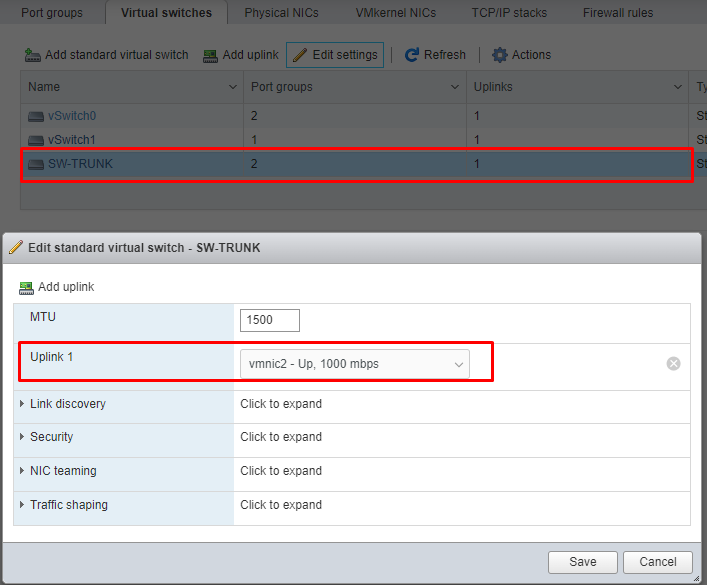 Port groups Virtual switches Physical NICs VMkernel NICs TCP/IP stacks Firewall rules
Add standard virtual switch Add uplink Edit settings Refresh Actions
Name Port groups Uplinks Ty
vSwitch0 2 1 St
vSwitch1 1 1 St
SW-TRUNK 2 1 St
Edit standard virtual switch - SW-TRUNK
Add uplink
MTU 1500
Uplink 1 vmnic2 - Up, 1000 mbps
Link discovery Click to expand
Security Click to expand
NIC teaming Click to expand
Traffic shaping Click to expand
Save Cancel